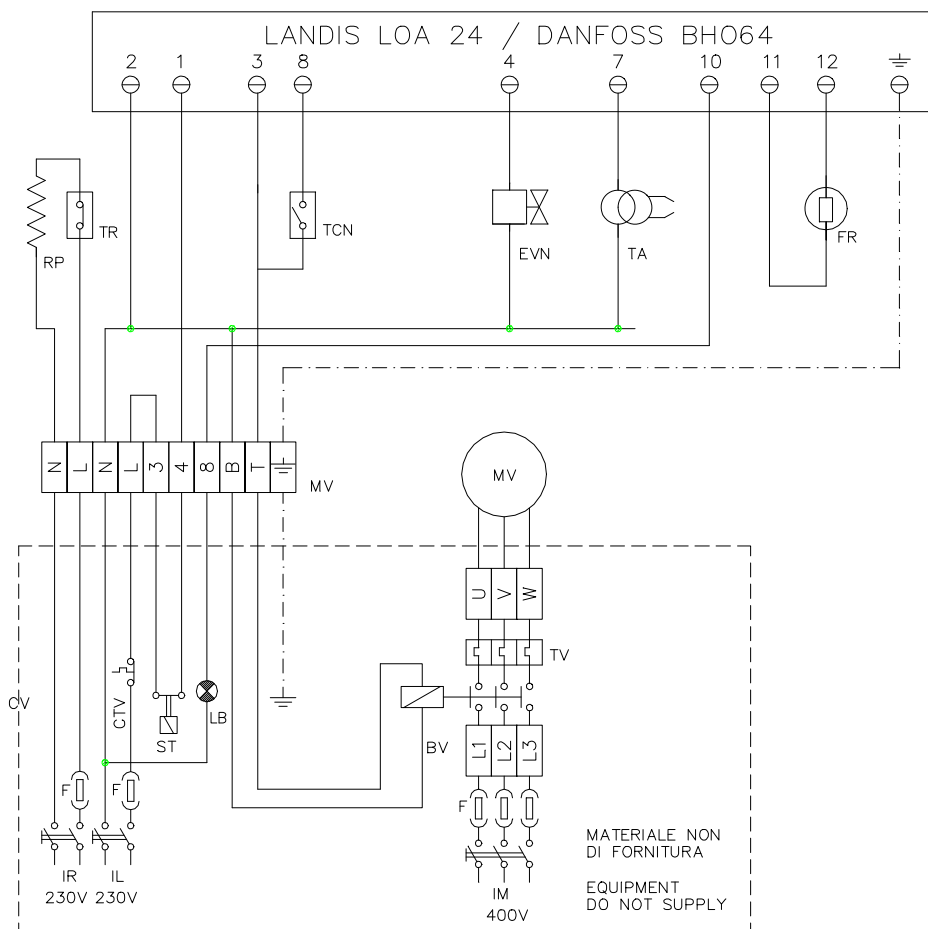 LANDIS LOA 24 / DANFOSS BHO64
2 1 3 8 4 7 10 11 12
TR
TCN
RP
EVN
TA
FR
N L N L 3 4 8 B T
MV
MV
U V W
TV
CV
CTV
ST
LB
BV
L1 L2 L3
F
F
F
IR
230V
IL
230V
IM
400V
MATERIALE NON
DI FORNITURA
EQUIPMENT
DO NOT SUPPLY